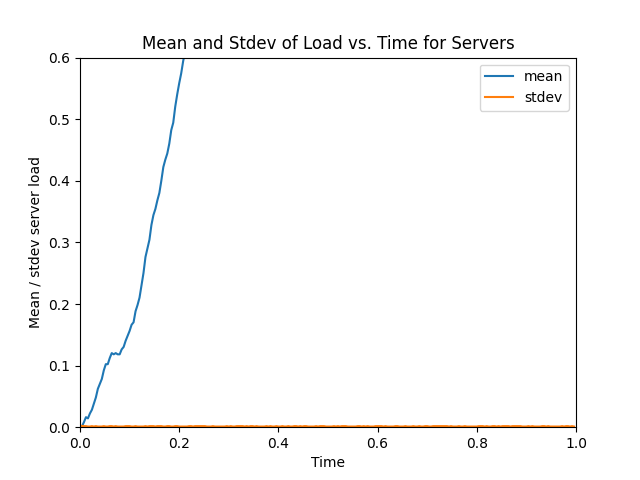 Mean and Stdev of Load vs. Time for Servers
mean
stdev
Mean / stdev server load
0.6
0.5
0.4
0.3
0.2
0.1
0.0
0.0 0.2 0.4 0.6 0.8 1.0
Time